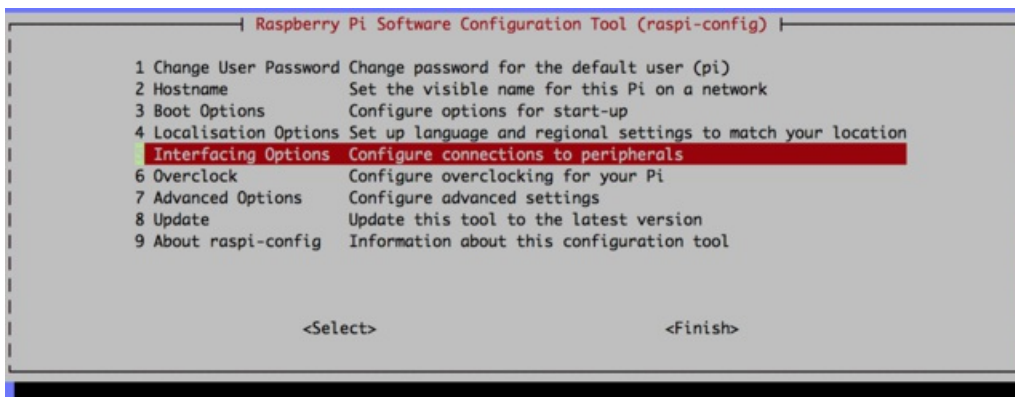 Raspberry Pi Software Configuration Tool (raspi-config)
1 Change User Password Change password for the default user (pi)
2 Hostname Set the visible name for this Pi on a network
3 Boot Options Configure options for start-up
4 Localisation Options Set up language and regional settings to match your location
Interfacing Options Configure connections to peripherals
6 Overclock Configure overclocking for your Pi
7 Advanced Options Configure advanced settings
8 Update Update this tool to the latest version
9 About raspi-config Information about this configuration tool
<Select> <Finish>